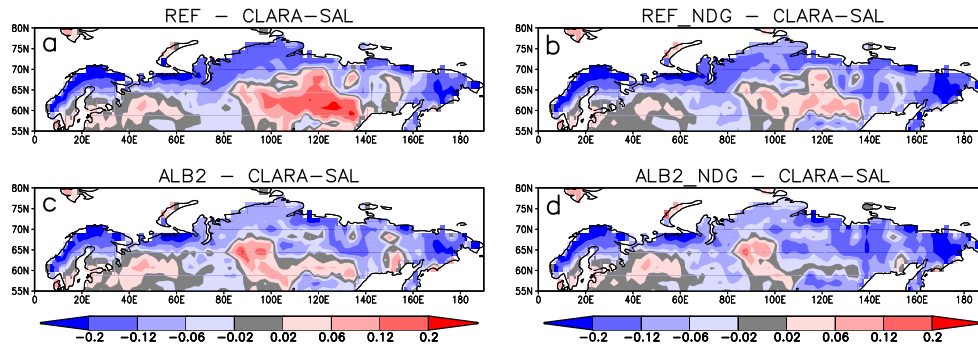 REF – CLARA–SAL
REF_NDG – CLARA–SAL
a
b
80N
75N
70N
65N
60N
55N
0 20E 40E 60E 80E 100E 120E 140E 160E 180
80N
75N
70N
65N
60N
55N
0 20E 40E 60E 80E 100E 120E 140E 160E 180
ALB2 – CLARA–SAL
ALB2_NDG – CLARA–SAL
c
d
80N
75N
70N
65N
60N
55N
0 20E 40E 60E 80E 100E 120E 140E 160E 180
80N
75N
70N
65N
60N
55N
0 20E 40E 60E 80E 100E 120E 140E 160E 180
-0.2 -0.12 -0.06 -0.02 0.02 0.06 0.12 0.2
-0.2 -0.12 -0.06 -0.02 0.02 0.06 0.12 0.2